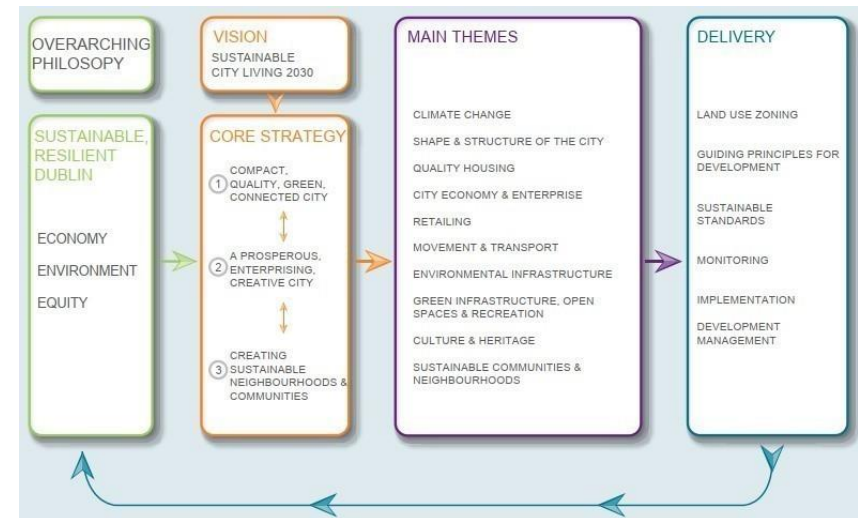 OVERARCHING
PHILOSOPY
SUSTAINABLE,
RESILIENT
DUBLIN
ECONOMY
ENVIRONMENT
EQUITY
VISION
SUSTAINABLE
CITY LIVING 2030
CORE STRATEGY
1 COMPACT,
QUALITY, GREEN,
CONNECTED CITY
2 A PROSPEROUS,
ENTERPRISING,
CREATIVE CITY
3 CREATING
SUSTAINABLE
NEIGHBOURHOODS &
COMMUNITIES
MAIN THEMES
CLIMATE CHANGE
SHAPE & STRUCTURE OF THE CITY
QUALITY HOUSING
CITY ECONOMY & ENTERPRISE
RETAILING
MOVEMENT & TRANSPORT
ENVIRONMENTAL INFRASTRUCTURE
GREEN INFRASTRUCTURE, OPEN
SPACES & RECREATION
CULTURE & HERITAGE
SUSTAINABLE COMMUNITIES &
NEIGHBOURHOODS
DELIVERY
LAND USE ZONING
GUIDING PRINCIPLES FOR
DEVELOPMENT
SUSTAINABLE
STANDARDS
MONITORING
IMPLEMENTATION
DEVELOPMENT
MANAGEMENT